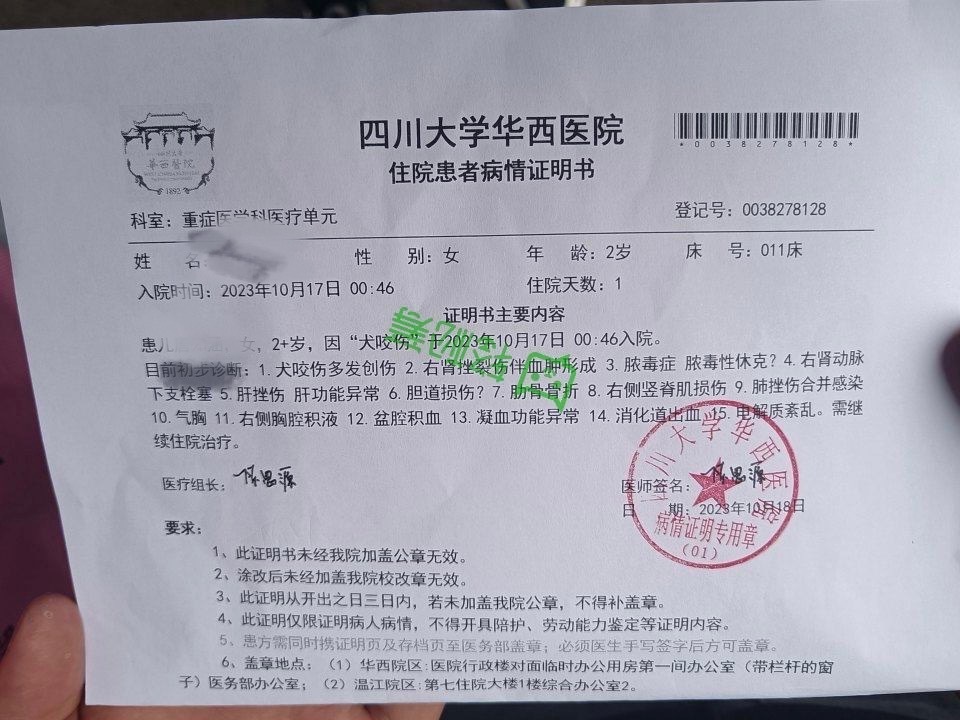 四川大学华西医院
住院患者病情证明书
華西醫院
1892
*0038278128*
科室：重症医学科医疗单元
登记号：0038278128
姓 名： 性 别：女 年 龄：2岁 床 号：011床
入院时间：2023年10月17日 00:46 住院天数：1
证明书主要内容
患儿 女，2+岁，因“犬咬伤”于2023年10月17日 00:46入院。
目前初步诊断：1. 犬咬伤多发创伤 2. 右肾挫裂伤伴血肿形成 3. 脓毒症 脓毒性休克？4. 右肾动脉
下支栓塞 5. 肝挫伤 肝功能异常 6. 胆道损伤？7. 肋骨骨折 8. 右侧竖脊肌损伤 9. 肺挫伤合并感染
10. 气胸 11. 右侧胸腔积液 12. 盆腔积血 13. 凝血功能异常 14. 消化道出血 15. 电解质紊乱。需继
续住院治疗。
轻松筹
医疗组长：
医师签名：
日 期：2023年10月18日
四川大学华西医院
病情证明专用章
(01)
要求：
1、此证明书未经我院加盖公章无效。
2、涂改后未经加盖我院校改章无效。
3、此证明从开出之日三日内，若未加盖我院公章，不得补盖章。
4、此证明仅限证明病人病情，不得开具陪护、劳动能力鉴定等证明内容。
5、患方需同时携证明页及存档页至医务部盖章；必须医生手写签字后方可盖章。
6、盖章地点：（1）华西院区:医院行政楼对面临时办公用房第一间办公室（带栏杆的窗
子）医务部办公室；（2）温江院区:第七住院大楼1楼综合办公室2。